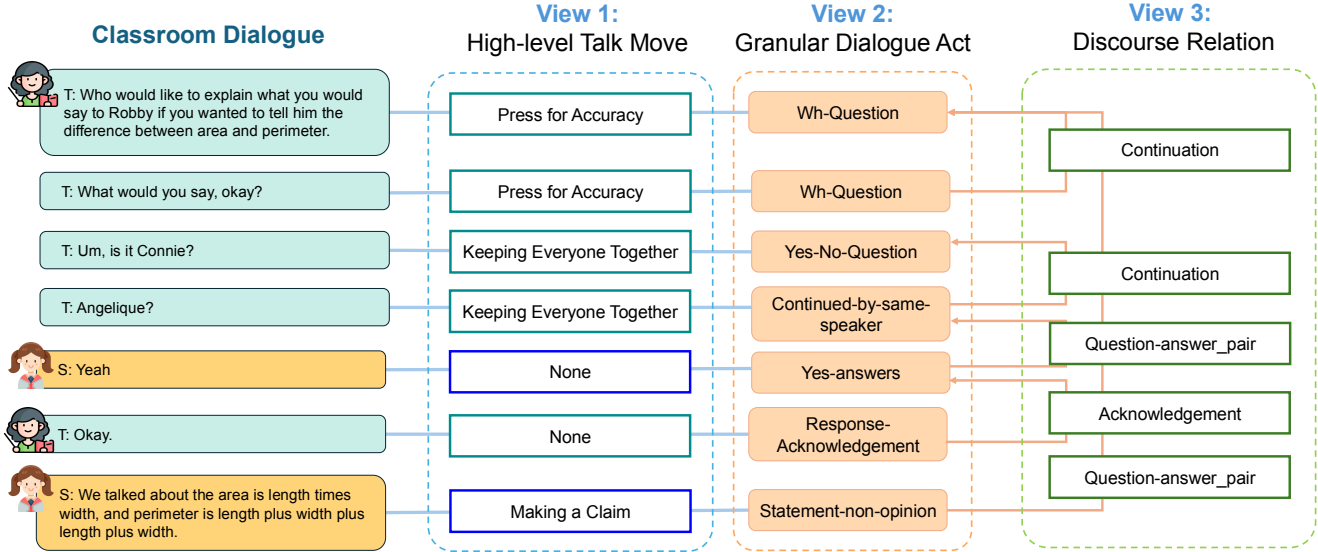 Classroom Dialogue
View 1:
High-level Talk Move
View 2:
Granular Dialogue Act
View 3:
Discourse Relation
T: Who would like to explain what you would
say to Robby if you wanted to tell him the
difference between area and perimeter.
Press for Accuracy
Wh-Question
Continuation
T: What would you say, okay?
Press for Accuracy
Wh-Question
T: Um, is it Connie?
Keeping Everyone Together
Yes-No-Question
Continuation
T: Angelique?
Keeping Everyone Together
Continued-by-same-
speaker
Question-answer_pair
S: Yeah
None
Yes-answers
Acknowledgement
T: Okay.
None
Response-
Acknowledgement
Question-answer_pair
S: We talked about the area is length times
width, and perimeter is length plus width plus
length plus width.
Making a Claim
Statement-non-opinion